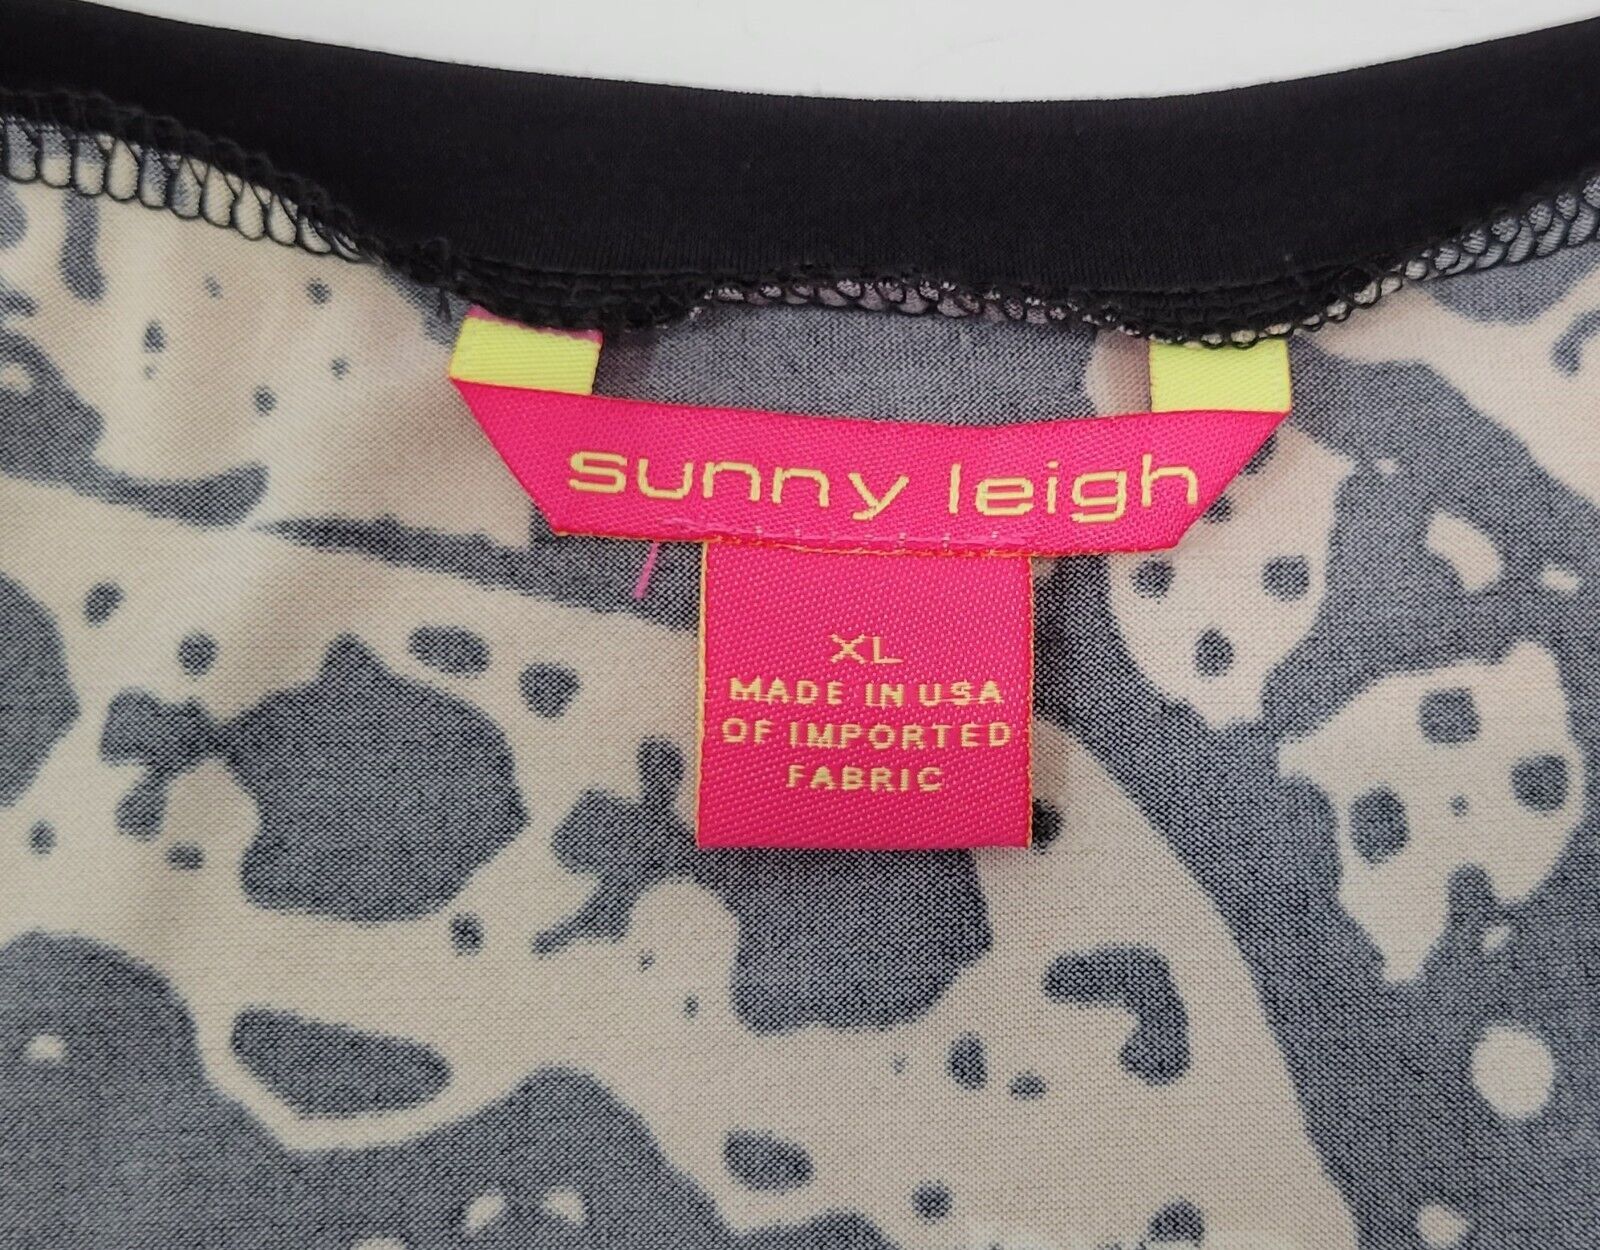 sunny leigh
XL
MADE IN USA
OF IMPORTED
FABRIC